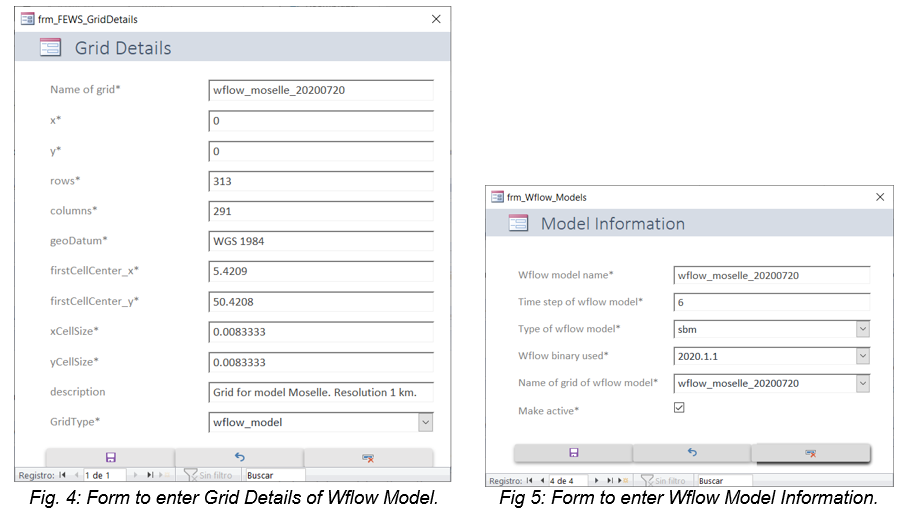 frm_FEWS_GridDetails
Grid Details
Name of grid* wflow_moselle_20200720
x* 0
y* 0
rows* 313
columns* 291
geoDatum* WGS 1984
firstCellCenter_x* 5.4209
firstCellCenter_y* 50.4208
xCellSize* 0.0083333
yCellSize* 0.0083333
description Grid for model Moselle. Resolution 1 km.
GridType* wflow_model
Registro: 1 de 1 Sin filtro Buscar
Fig. 4: Form to enter Grid Details of Wflow Model.
frm_Wflow_Models
Model Information
Wflow model name* wflow_moselle_20200720
Time step of wflow model* 6
Type of wflow model* sbm
Wflow binary used* 2020.1.1
Name of grid of wflow model* wflow_moselle_20200720
Make active*
Registro: 4 de 4 Sin filtro Buscar
Fig 5: Form to enter Wflow Model Information.